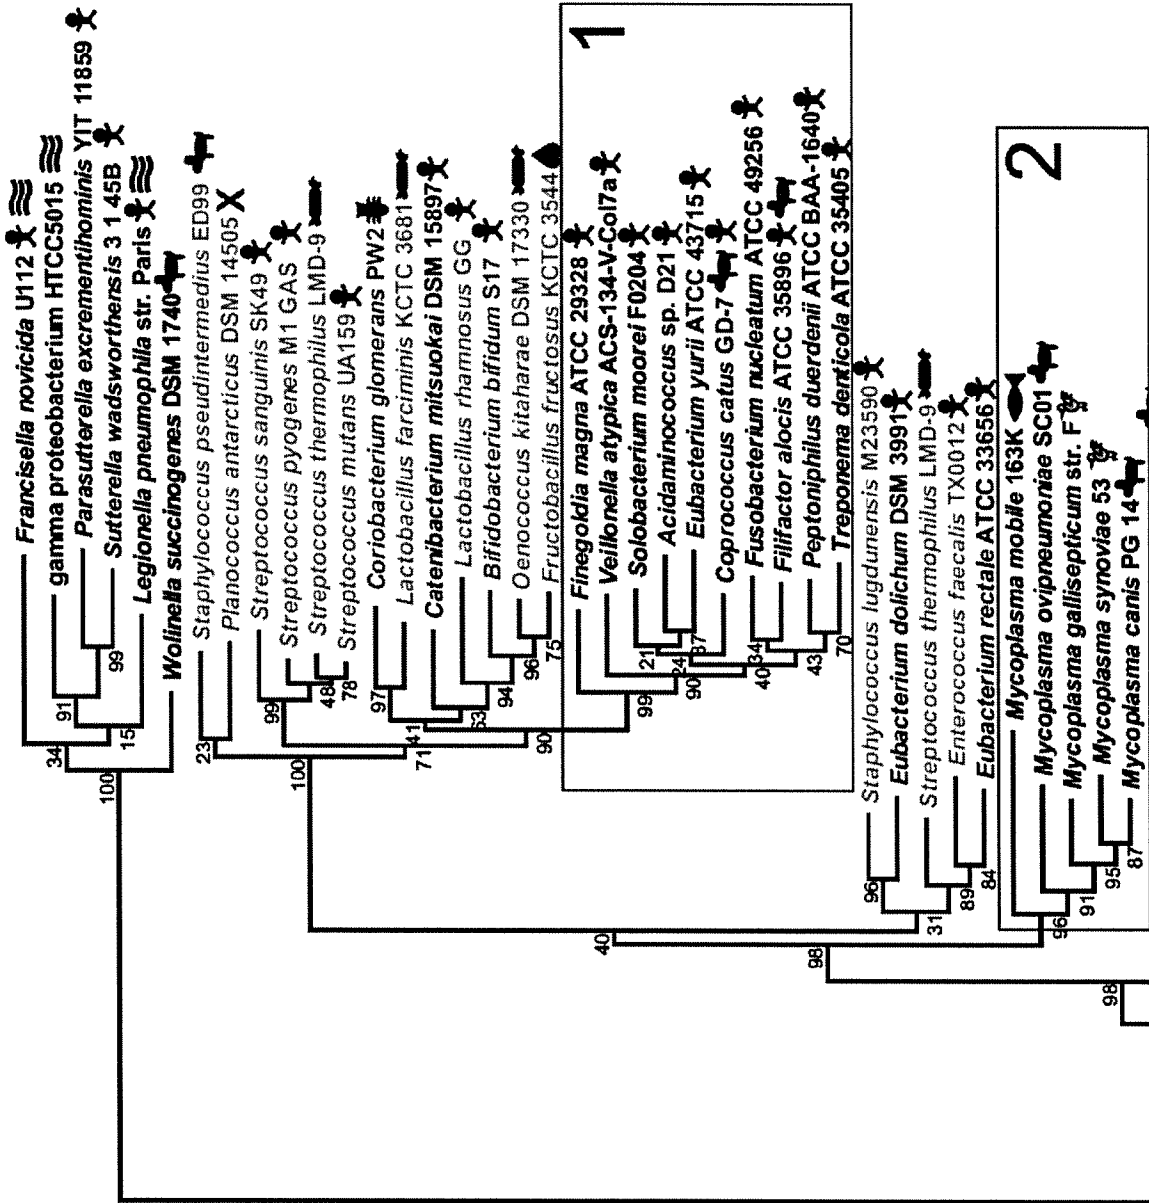 Francisella novicida U112
34
gamma proteobacterium HTCC5015
91
Parasutterella excrementihominis YIT 11859
99
Sutterella wadsworthensis 3 1 45B
15
Legionella pneumophila str. Paris
100
Wolinella succinogenes DSM 1740
Staphylococcus pseudintermedius ED99
23
Planococcus antarcticus DSM 14505
Streptococcus sanguinis SK49
99
Streptococcus pyogenes M1 GAS
48
Streptococcus thermophilus LMD-9
78
Streptococcus mutans UA159
100
Coriobacterium glomerans PW2
97
Lactobacillus farciminis KCTC 3681
41
71
Catenibacterium mitsuokai DSM 15897
Lactobacillus rhamnosus GG
63
Bifidobacterium bifidum S17
94
Oenococcus kitaharae DSM 17330
96
Fructobacillus fructosus KCTC 3544
75
90
1
Finegoldia magna ATCC 29328
Veillonella atypica ACS-134-V-Col7a
99
Solobacterium moorei F0204
21
Acidaminococcus sp. D21
24
Eubacterium yurii ATCC 43715
37
90
Coprococcus catus GD-7
Fusobacterium nucleatum ATCC 49256
34
40
Filifactor alocis ATCC 35896
Peptoniphilus duerdenii ATCC BAA-1640
43
Treponema denticola ATCC 35405
70
Staphylococcus lugdunensis M23590
96
Eubacterium dolichum DSM 3991
31
Streptococcus thermophilus LMD-9
89
Enterococcus faecalis TX0012
84
Eubacterium rectale ATCC 33656
40
2
Mycoplasma mobile 163K
96
Mycoplasma ovipneumoniae SC01
91
Mycoplasma gallisepticum str. F
95
Mycoplasma synoviae 53
87
Mycoplasma canis PG 14
98
98